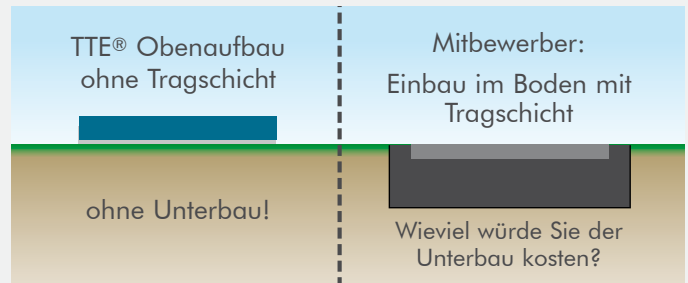 TTE® Obenaufbau
ohne Tragschicht
ohne Unterbau!
Mitbewerber:
Einbau im Boden mit
Tragschicht
Wieviel würde Sie der
Unterbau kosten?